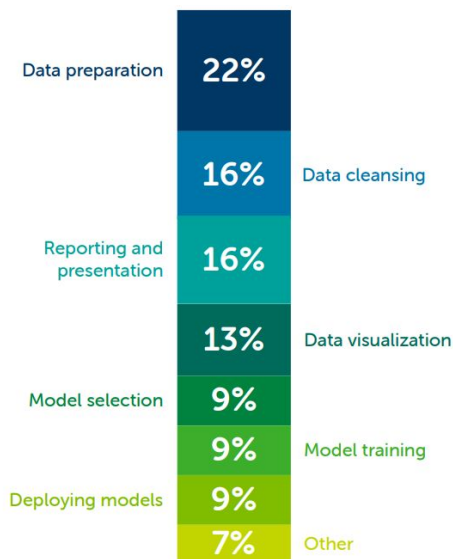 Data preparation
22%
16%
Data cleansing
Reporting and
presentation
16%
13%
Data visualization
Model selection
9%
9%
Model training
Deploying models
9%
7%
Other